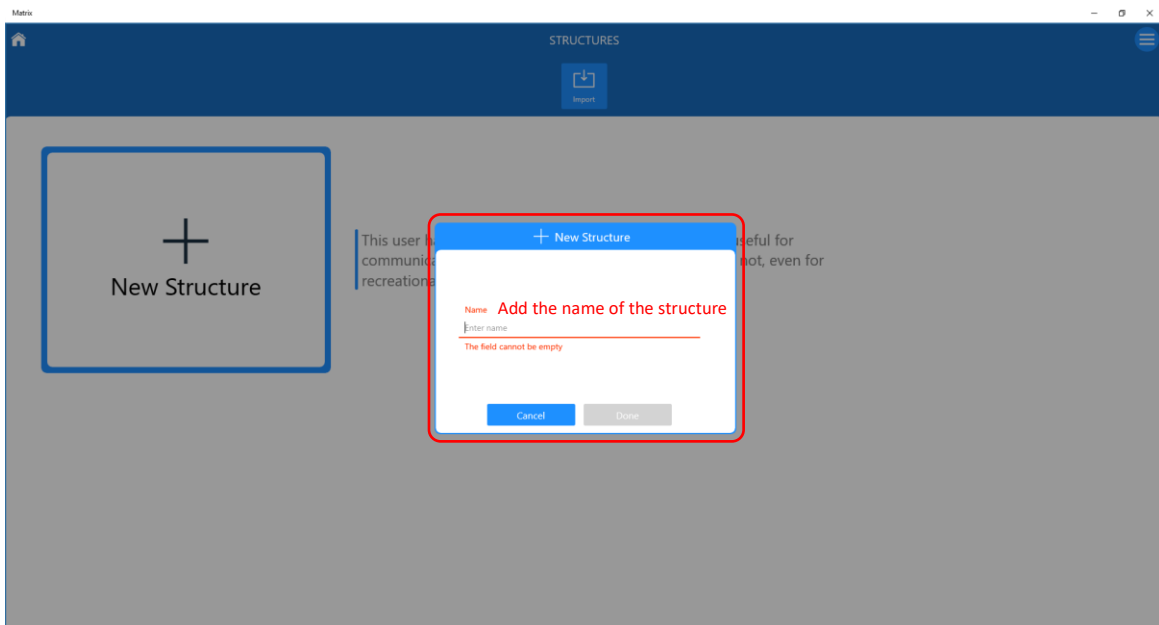 Matrix
STRUCTURES
Import
New Structure
This user h
communica
recreationa
useful for
not, even for
New Structure
Name Add the name of the structure
Enter name
The field cannot be empty
Cancel Done